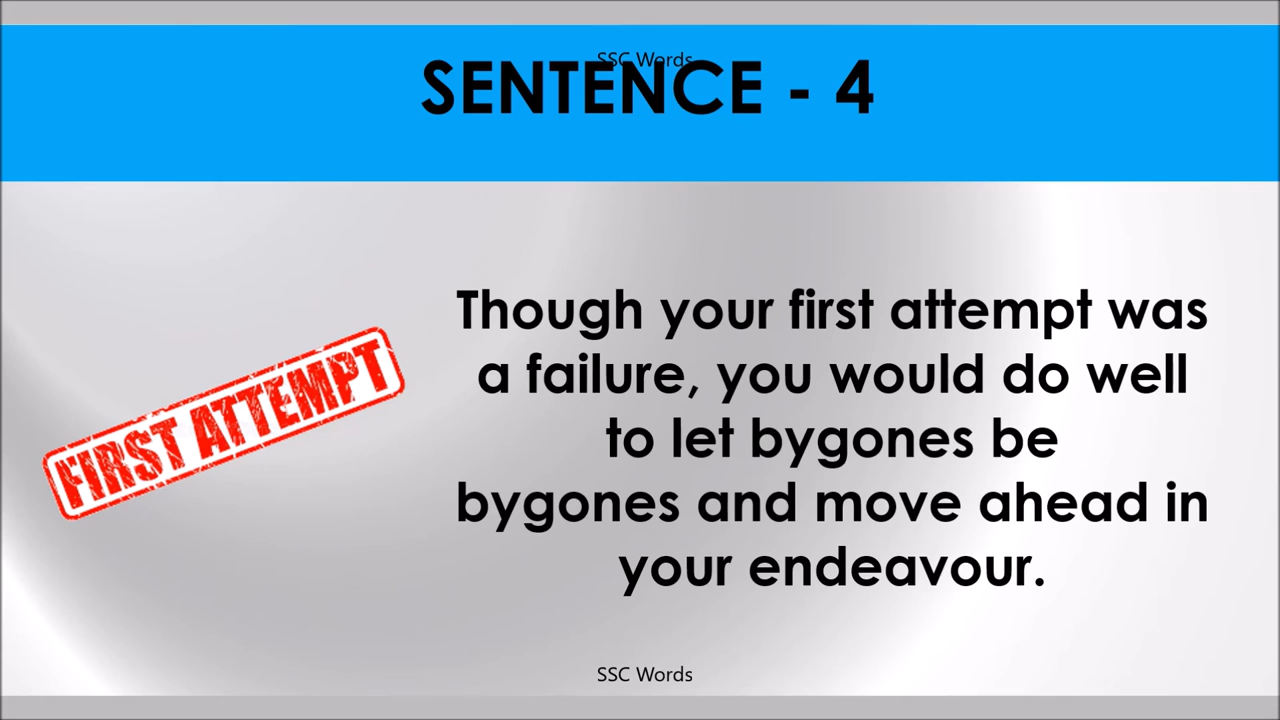 SSC Words
SENTENCE - 4
FIRST ATTEMPT
Though your first attempt was
a failure, you would do well
to let bygones be
bygones and move ahead in
your endeavour.
SSC Words